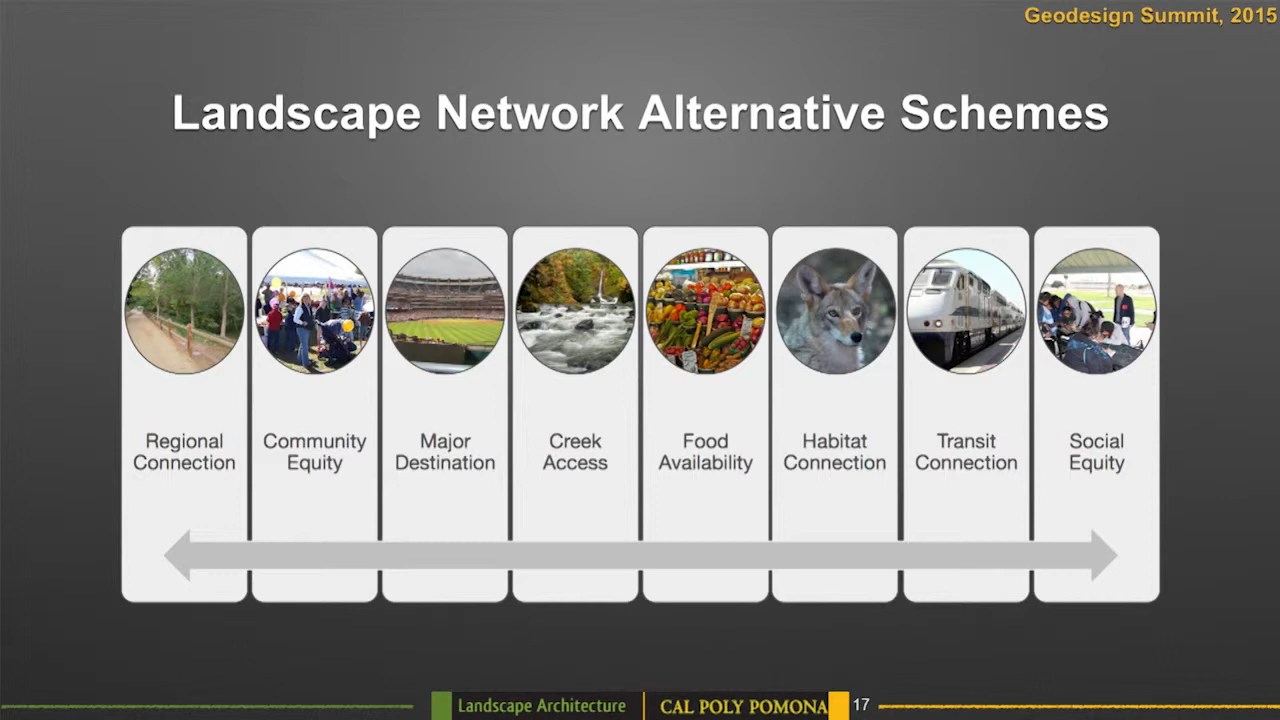 Geodesign Summit, 2015
Landscape Network Alternative Schemes
Regional
Connection
Community
Equity
Major
Destination
Creek
Access
Food
Availability
Habitat
Connection
Transit
Connection
Social
Equity
Landscape Architecture
CAL POLY POMONA
17